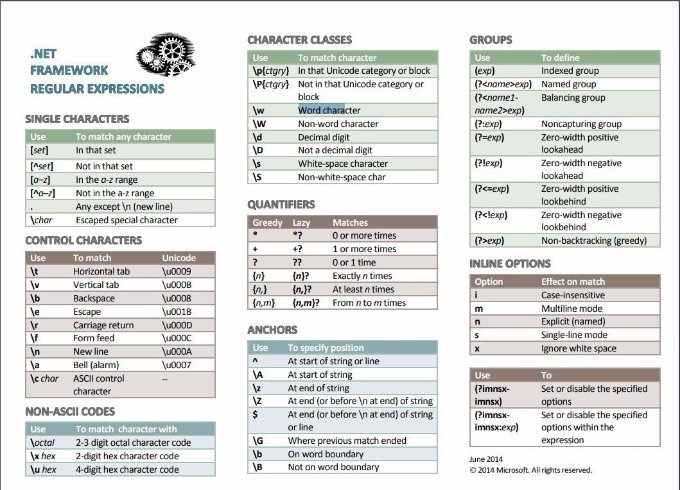 .NET
FRAMEWORK
REGULAR EXPRESSIONS
SINGLE CHARACTERS
Use To match any character
[set] In that set
[^set] Not in that set
[a–z] In the a-z range
[^a–z] Not in the a-z range
. Any except \n (new line)
\char Escaped special character
CONTROL CHARACTERS
Use To match Unicode
\t Horizontal tab \u0009
\v Vertical tab \u000B
\b Backspace \u0008
\e Escape \u001B
\r Carriage return \u000D
\f Form feed \u000C
\n New line \u000A
\a Bell (alarm) \u0007
\c char ASCII control –
character
NON-ASCII CODES
Use To match character with
\octal 2-3 digit octal character code
\x hex 2-digit hex character code
\u hex 4-digit hex character code
CHARACTER CLASSES
Use To match character
\p{ctgry} In that Unicode category or block
\P{ctgry} Not in that Unicode category or
block
\w Word character
\W Non-word character
\d Decimal digit
\D Not a decimal digit
\s White-space character
\S Non-white-space char
QUANTIFIERS
Greedy Lazy Matches
* *? 0 or more times
+ +? 1 or more times
? ?? 0 or 1 time
{n} {n}? Exactly n times
{n,} {n,}? At least n times
{n,m} {n,m}? From n to m times
ANCHORS
Use To specify position
^ At start of string or line
\A At start of string
\z At end of string
\Z At end (or before \n at end) of string
$ At end (or before \n at end) of string
or line
\G Where previous match ended
\b On word boundary
\B Not on word boundary
GROUPS
Use To define
(exp) Indexed group
(?<name>exp) Named group
(?<name1- Balancing group
name2>exp)
(?:exp) Noncapturing group
(?=exp) Zero-width positive
lookahead
(?!exp) Zero-width negative
lookahead
(?<=exp) Zero-width positive
lookbehind
(?<!exp) Zero-width negative
lookbehind
(?>exp) Non-backtracking (greedy)
INLINE OPTIONS
Option Effect on match
i Case-insensitive
m Multiline mode
n Explicit (named)
s Single-line mode
x Ignore white space
Use To
(?imnsx- Set or disable the specified
imnsx) options
(?imnsx- Set or disable the specified
imnsx:exp) options within the
expression
June 2014
© 2014 Microsoft. All rights reserved.